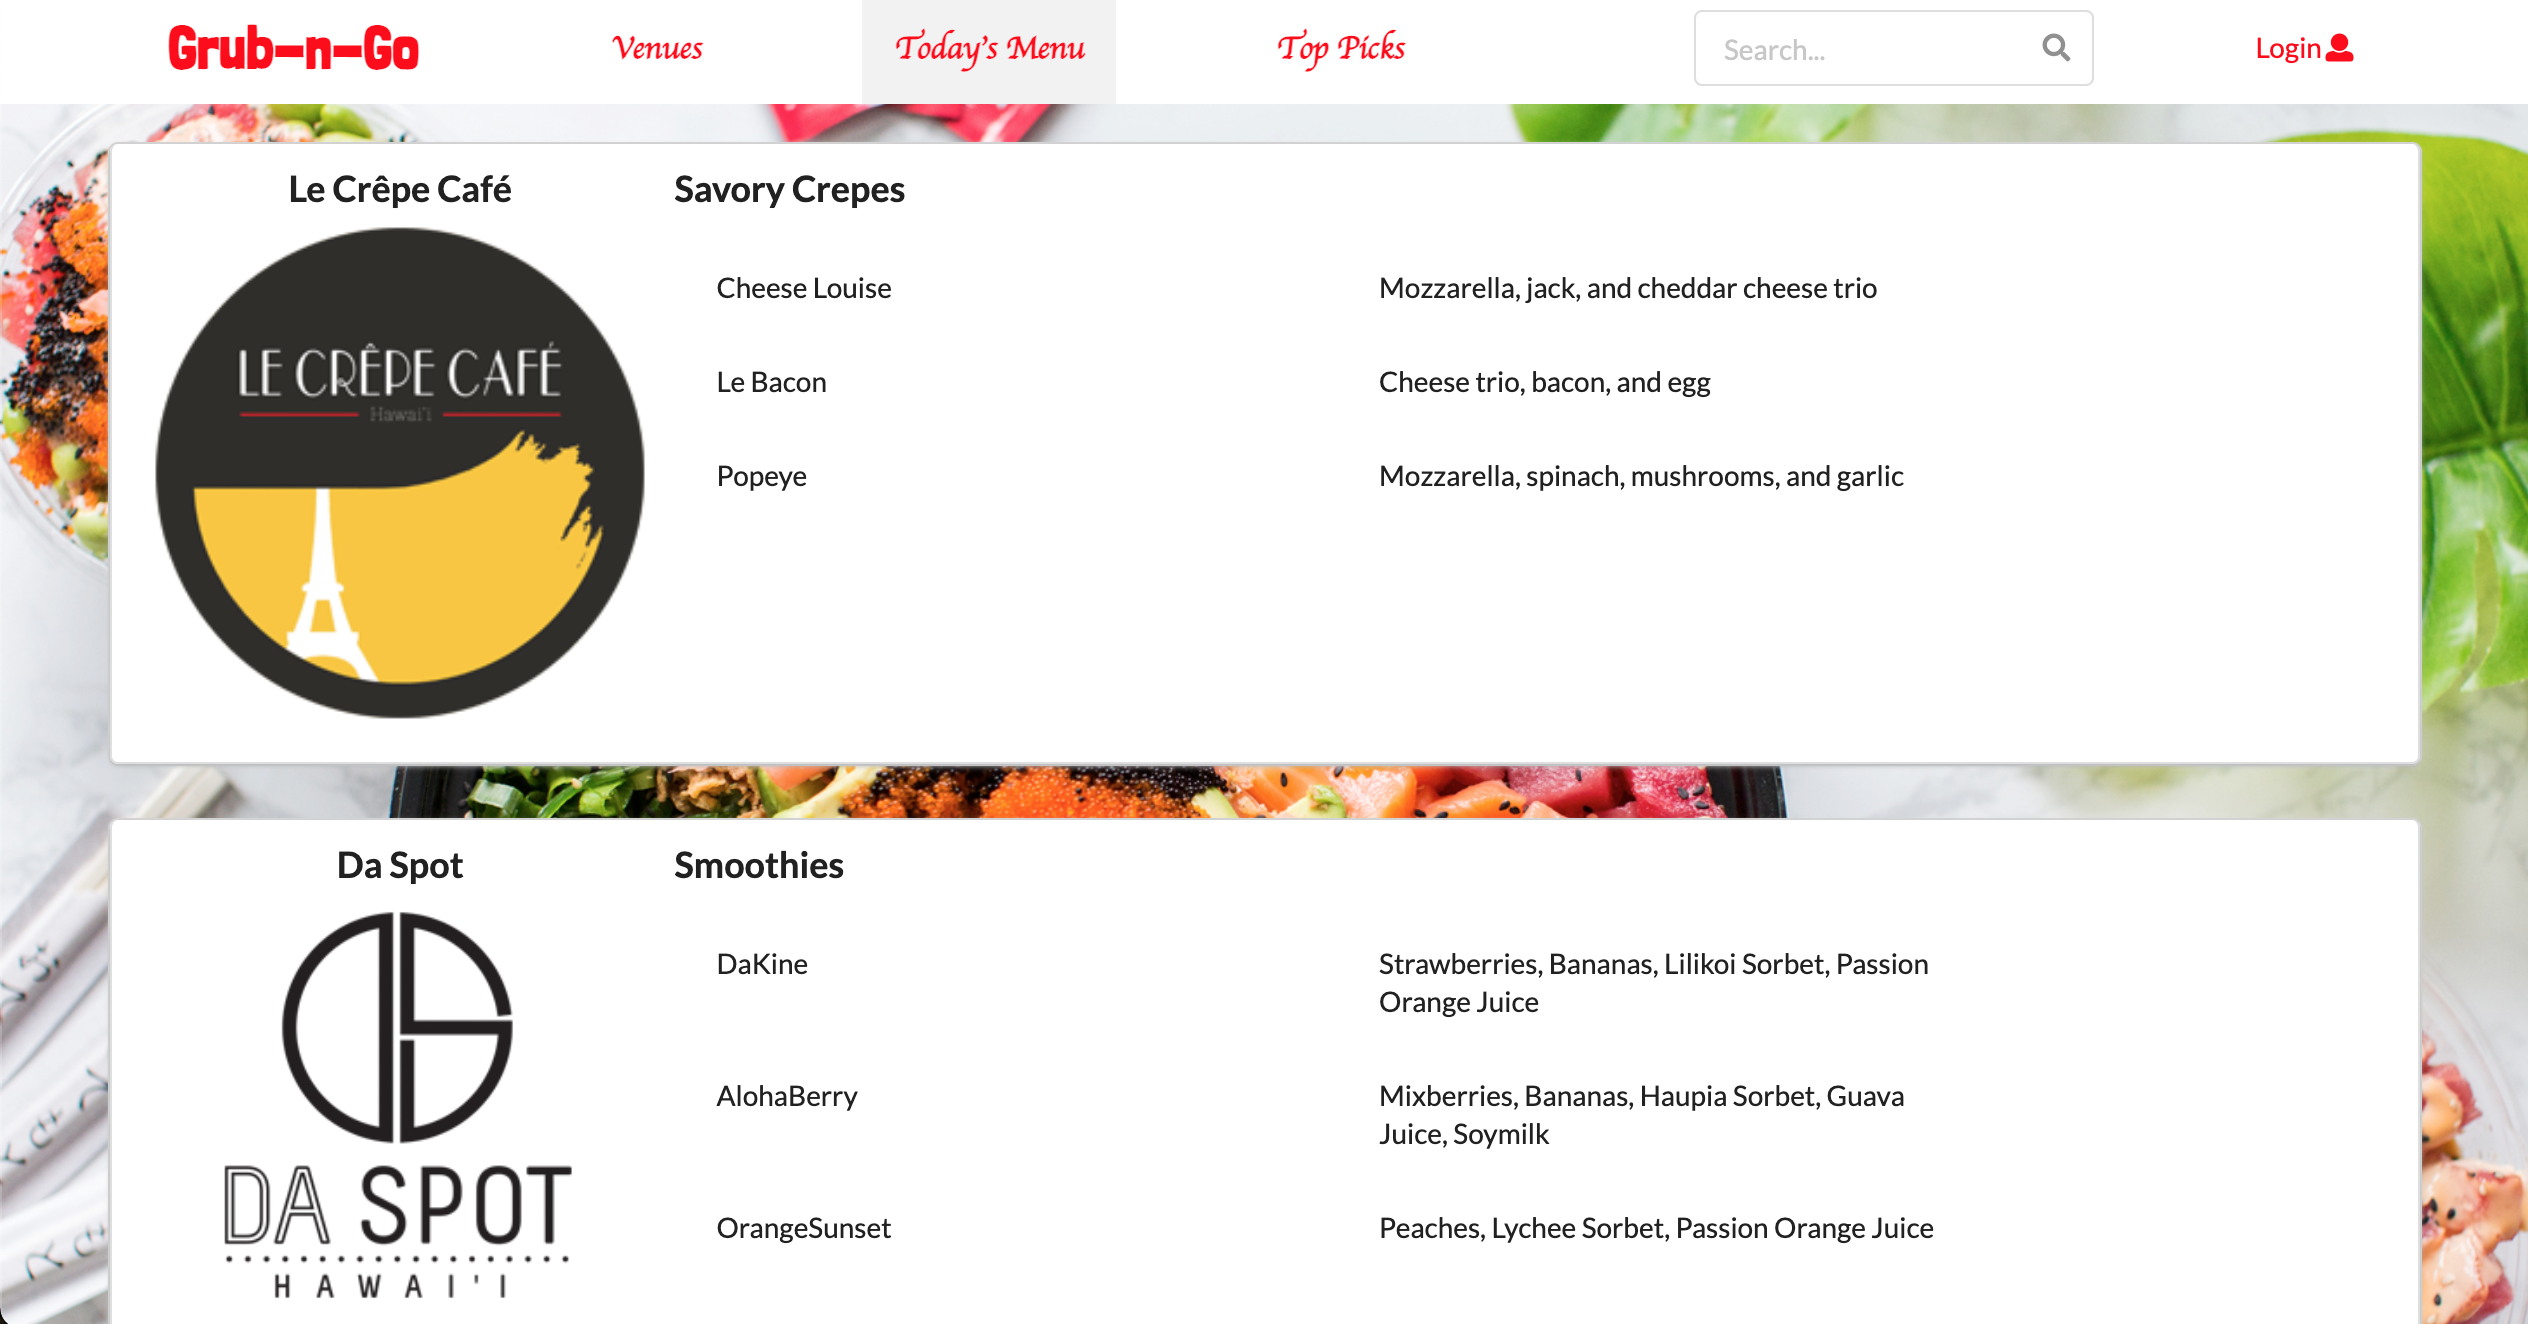 Grub-n-Go
Venues
Today's Menu
Top Picks
Search...
Login
Le Crêpe Café
Savory Crepes
LE CRÊPE CAFÉ
Hawai'i
Cheese Louise
Mozzarella, jack, and cheddar cheese trio
Le Bacon
Cheese trio, bacon, and egg
Popeye
Mozzarella, spinach, mushrooms, and garlic
Da Spot
Smoothies
DS
DA SPOT
HAWAI'I
DaKine
Strawberries, Bananas, Lilikoi Sorbet, Passion
Orange Juice
AlohaBerry
Mixberries, Bananas, Haupia Sorbet, Guava
Juice, Soymilk
OrangeSunset
Peaches, Lychee Sorbet, Passion Orange Juice